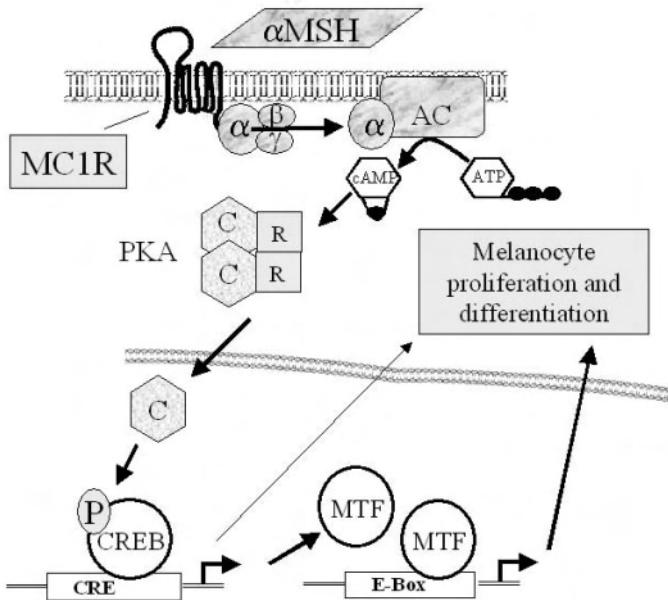 αMSH
MC1R
α
β
γ
α
AC
cAMP
ATP
PKA
C
R
C
R
Melanocyte
proliferation and
differentiation
C
P
CREB
CRE
MTF
MTF
E-Box